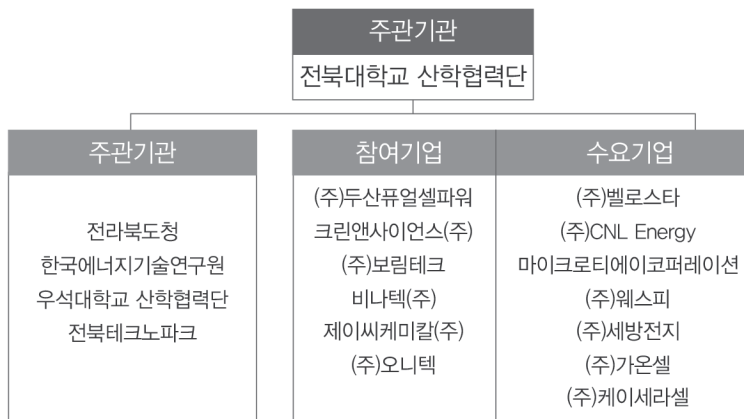 주관기관
전북대학교 산학협력단
주관기관
전라북도청
한국에너지기술연구원
우석대학교 산학협력단
전북테크노파크
참여기업
(주)두산퓨얼셀파워
크린앤사이언스(주)
(주)보림테크
비나텍(주)
제이씨케미칼(주)
(주)오니텍
수요기업
(주)벨로스타
(주)CNL Energy
마이크로티에이코퍼레이션
(주)웨스피
(주)세방전지
(주)가온셀
(주)케이세라셀